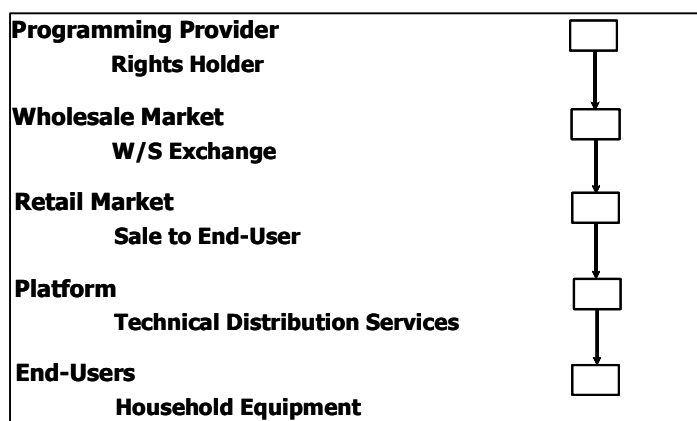 Programming Provider
Rights Holder
Wholesale Market
W/S Exchange
Retail Market
Sale to End-User
Platform
Technical Distribution Services
End-Users
Household Equipment